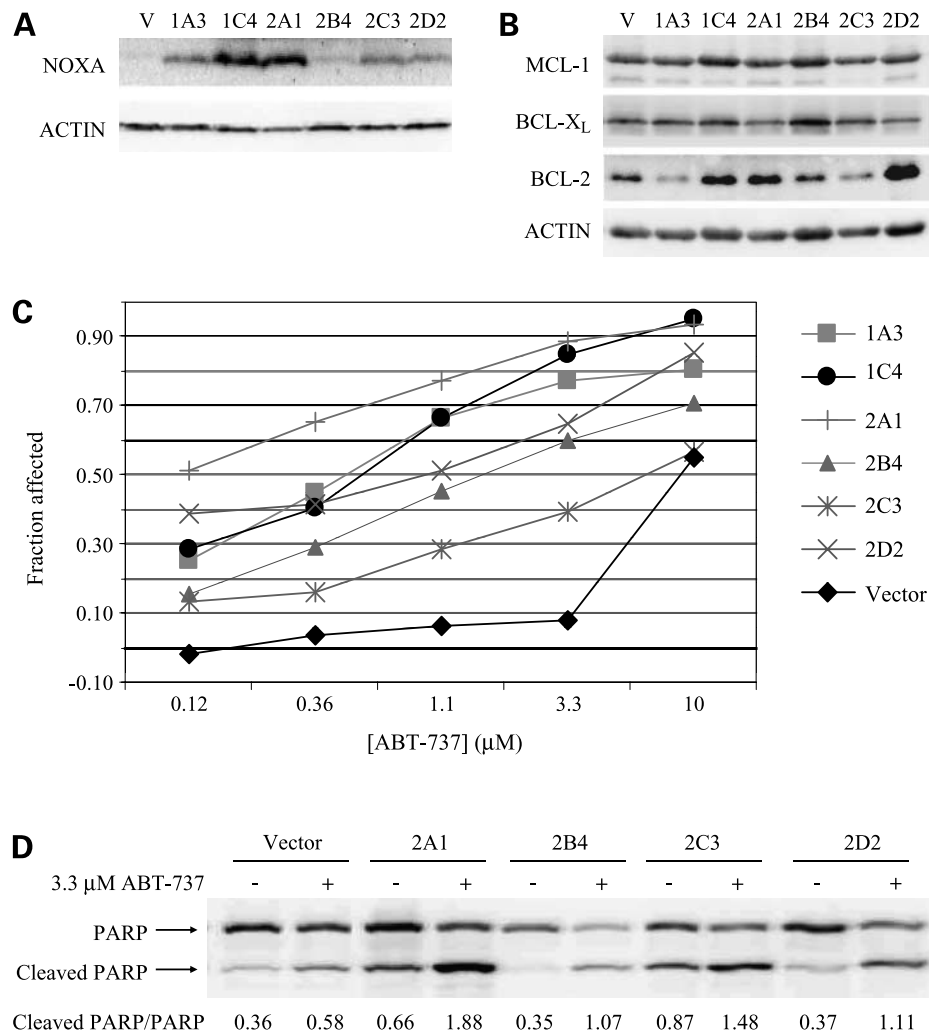 A
V 1A3 1C4 2A1 2B4 2C3 2D2
NOXA
ACTIN
B
V 1A3 1C4 2A1 2B4 2C3 2D2
MCL-1
BCL-XL
BCL-2
ACTIN
C
Fraction affected
0.90
0.70
0.50
0.30
0.10
-0.10
0.12 0.36 1.1 3.3 10
[ABT-737] (μM)
1A3
1C4
2A1
2B4
2C3
2D2
Vector
D
Vector 2A1 2B4 2C3 2D2
3.3 μM ABT-737 - + - + - + - + - +
PARP
Cleaved PARP
Cleaved PARP/PARP 0.36 0.58 0.66 1.88 0.35 1.07 0.87 1.48 0.37 1.11